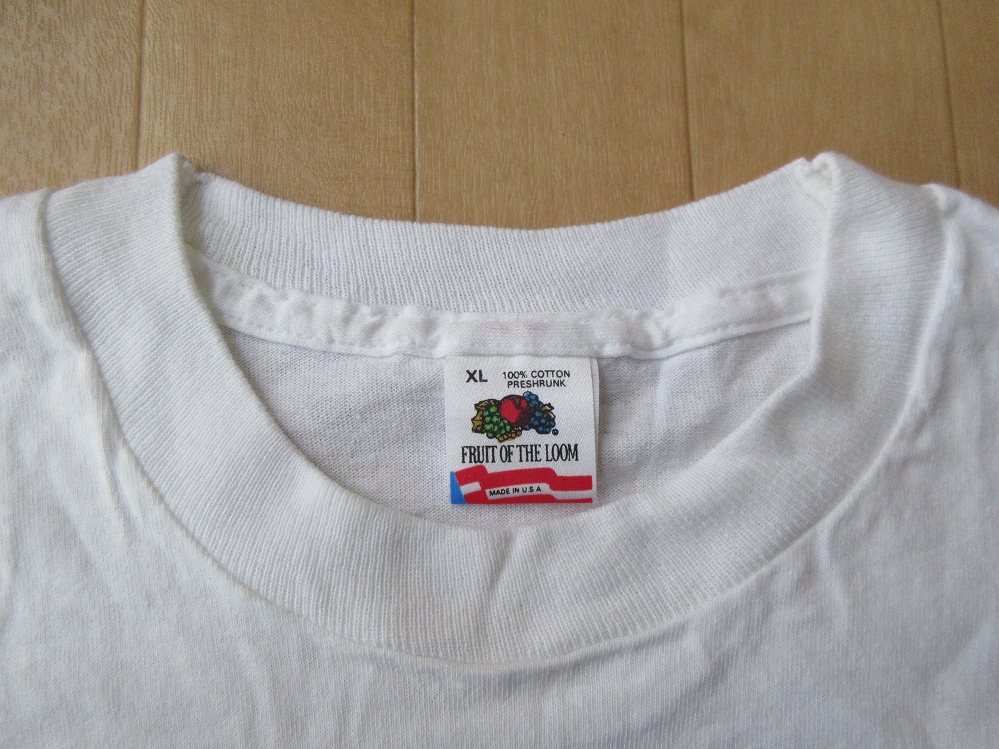 XL 100% COTTON
PRESHRUNK
FRUIT OF THE LOOM
MADE IN U.S.A.